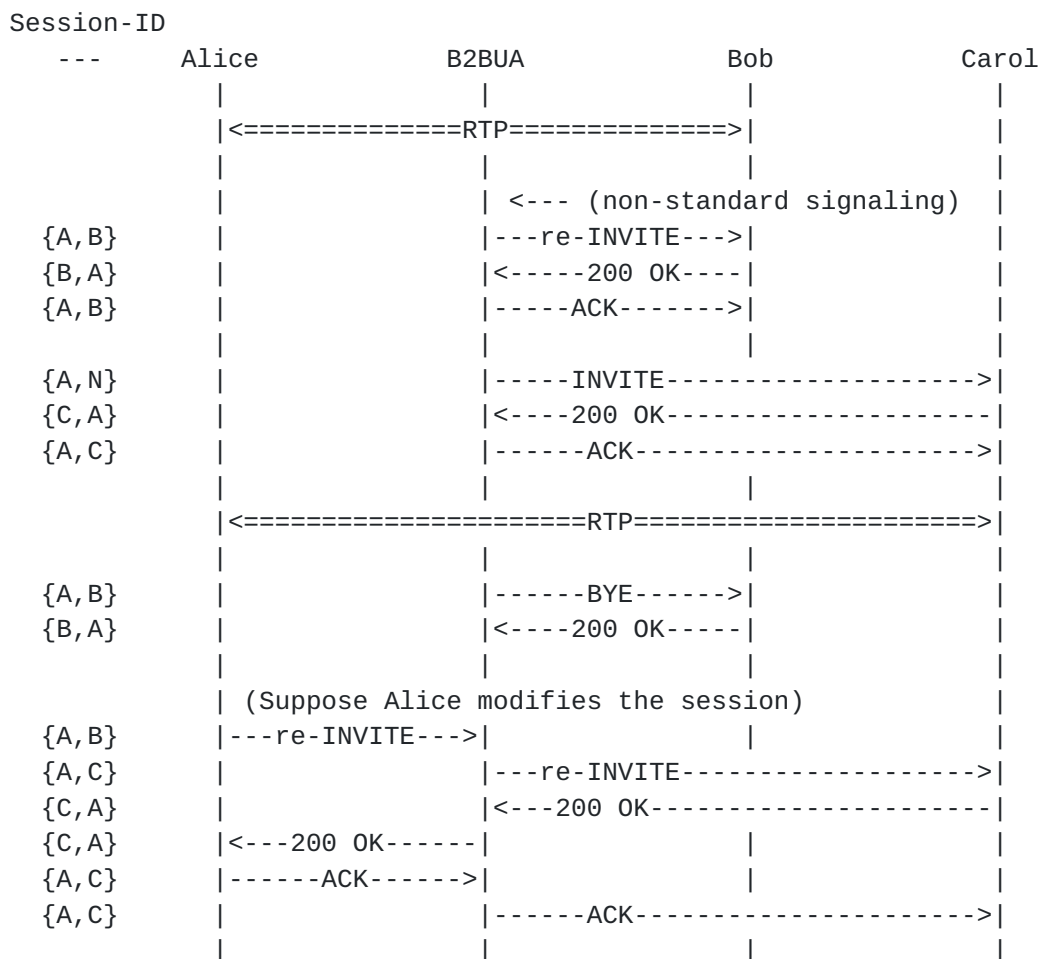 Session-ID
   ---     Alice            B2BUA             Bob              Carol
             |                |                |               |
             |<==============RTP==============>|               |
             |                |                |               |
             |                | <--- (non-standard signaling)  |
  {A,B}      |                |---re-INVITE--->|               |
  {B,A}      |                |<-----200 OK----|               |
  {A,B}      |                |-----ACK------->|               |
             |                |                |               |
  {A,N}      |                |-----INVITE-------------------->|
  {C,A}      |                |<----200 OK---------------------|
  {A,C}      |                |------ACK---------------------->|
             |                |                |               |
             |<======================RTP======================>|
             |                |                |               |
  {A,B}      |                |------BYE------>|               |
  {B,A}      |                |<----200 OK-----|               |
             |                |                |               |
             | (Suppose Alice modifies the session)            |
  {A,B}      |---re-INVITE--->|                |               |
  {A,C}      |                |---re-INVITE------------------->|
  {C,A}      |                |<---200 OK----------------------|
  {C,A}      |<---200 OK------|                |               |
  {A,C}      |------ACK------>|                |               |
  {A,C}      |                |------ACK---------------------->|
             |                |                |               |